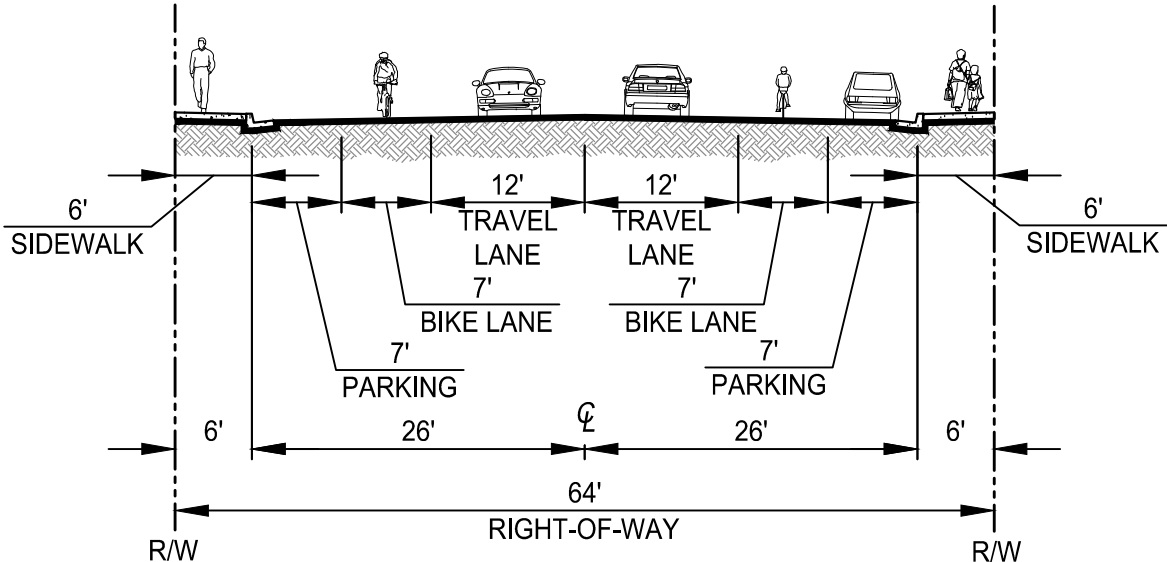 12' 12'
6' TRAVEL TRAVEL 6'
SIDEWALK LANE LANE SIDEWALK
7' 7'
BIKE LANE BIKE LANE
7' 7'
PARKING PARKING
℄
6' 26' 26' 6'
64'
RIGHT-OF-WAY
R/W R/W